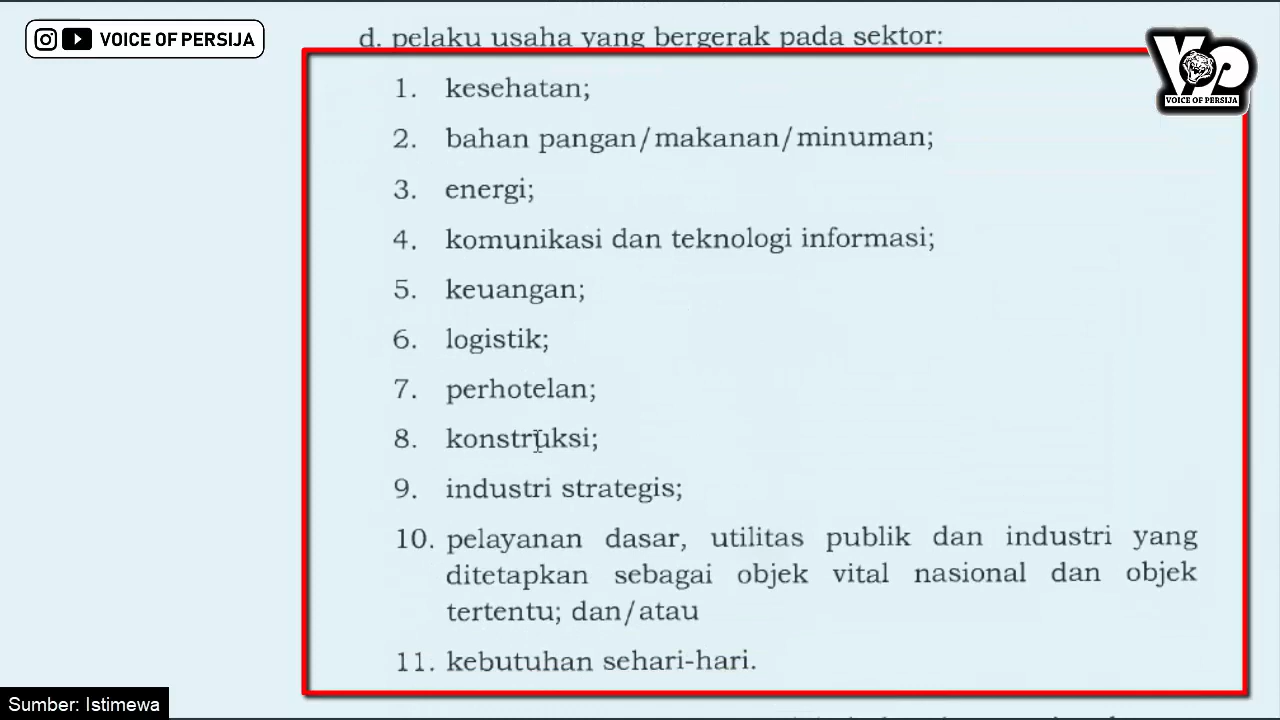 VOICE OF PERSIJA
d. pelaku usaha yang bergerak pada sektor:
VOP
VOICE OF PERSIJA
1. kesehatan;
2. bahan pangan/makanan/minuman;
3. energi;
4. komunikasi dan teknologi informasi;
5. keuangan;
6. logistik;
7. perhotelan;
8. konstruksi;
9. industri strategis;
10. pelayanan dasar, utilitas publik dan industri yang
ditetapkan sebagai objek vital nasional dan objek
tertentu; dan/atau
11. kebutuhan sehari-hari.
Sumber: Istimewa